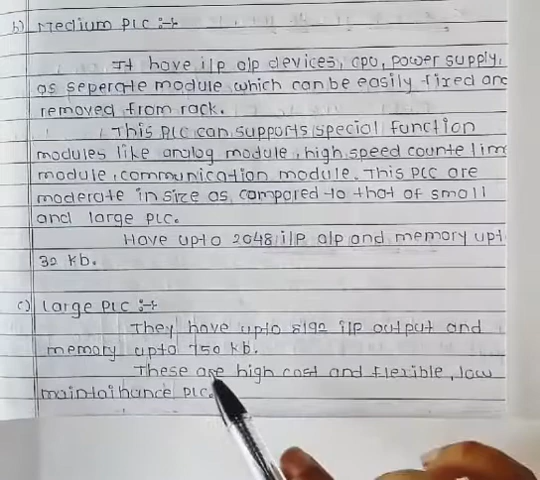 b) Medium PLC :-
It have i/p o/p devices, cpu, power supply,
as seperate module which can be easily fixed and
removed from rack.
This PLC can supports special function
modules like analog module, high speed counte lim
module, communication module. This PLC are
moderate in size as compared to that of small
and large PLC.
Have upto 2048 i/p o/p and memory upt
32 kb.
c) Large PLC :-
They have upto 8192 i/p output and
memory upto 750 kb.
These are high cost and flexible, low
maintaihance PLC.